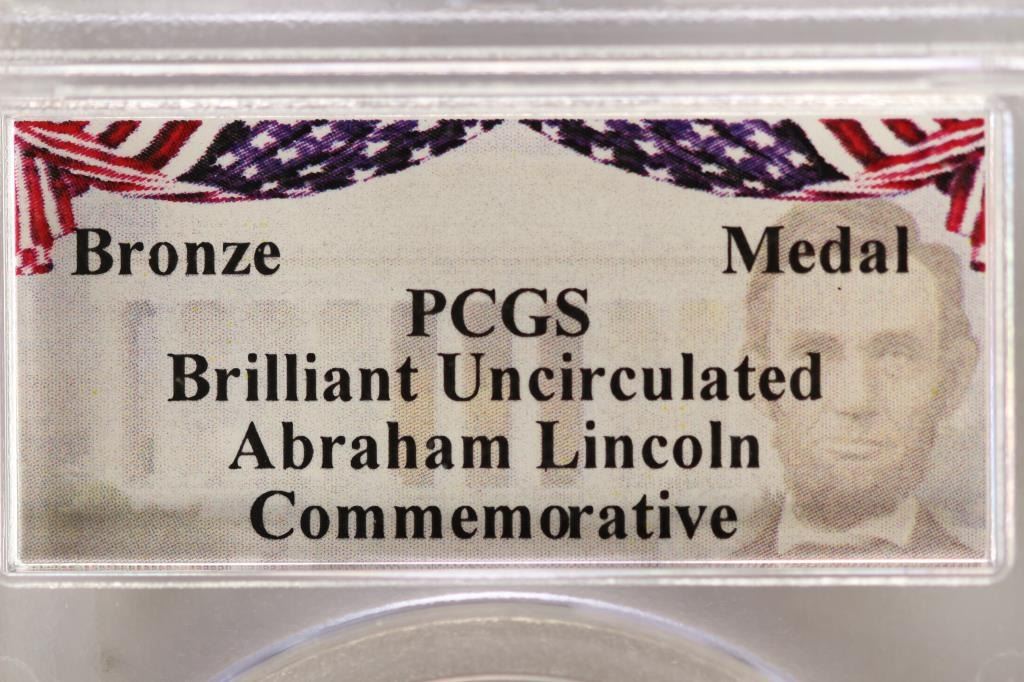 Bronze Medal
PCGS
Brilliant Uncirculated
Abraham Lincoln
Commemorative